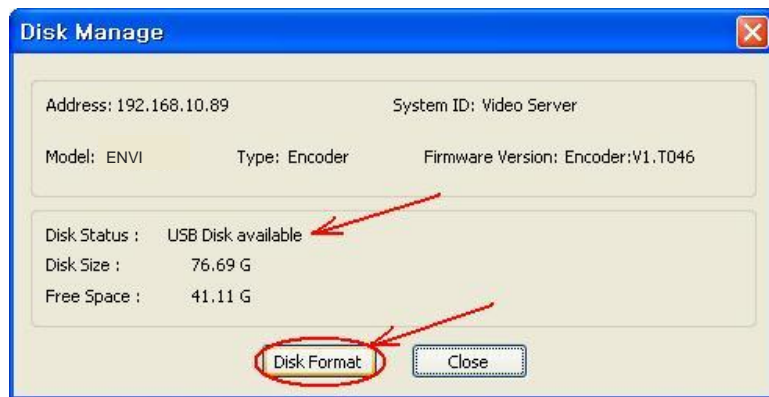 Disk Manage
Address: 192.168.10.89 System ID: Video Server
Model: ENVI Type: Encoder Firmware Version: Encoder:V1.T046
Disk Status : USB Disk available
Disk Size : 76.69 G
Free Space : 41.11 G
Disk Format Close